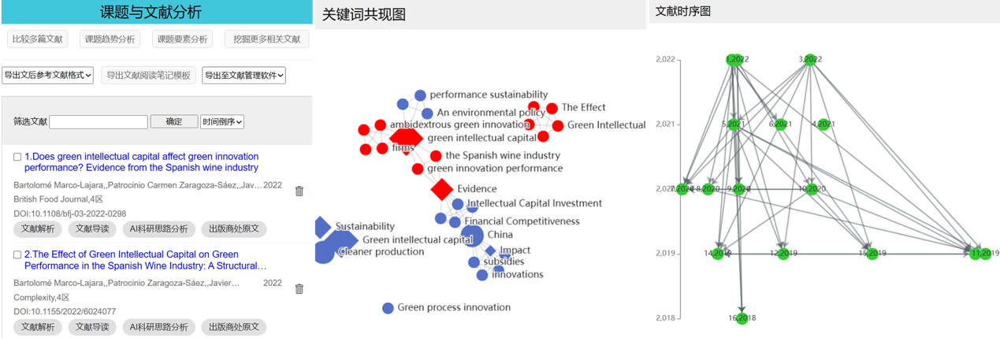 课题与文献分析
比较多篇文献
课题趋势分析
课题要素分析
挖掘更多相关文献
导出文后参考文献格式
导出文献阅读笔记模板
导出至文献管理软件
筛选文献
确定
时间倒序
1.Does green intellectual capital affect green innovation
performance? Evidence from the Spanish wine industry
Bartolomé Marco-Lajara,,Patrocinio Carmen Zaragoza-Sáez,,Jav… 2022
British Food Journal,4区
DOI:10.1108/bfj-03-2022-0298
文献解析
文献导读
AI科研思路分析
出版商处原文
2.The Effect of Green Intellectual Capital on Green
Performance in the Spanish Wine Industry: A Structural…
Bartolomé Marco-Lajara,,Patrocinio Zaragoza-Sáez,,Javier… 2022
Complexity,4区
DOI:10.1155/2022/6024077
文献解析
文献导读
AI科研思路分析
出版商处原文
关键词共现图
performance sustainability
An environmental policy
The Effect
ambidextrous green innovation
Green Intellectual
green intellectual capital
firms
the Spanish wine industry
green innovation performance
Evidence
Intellectual Capital Investment
Financial Competitiveness
Sustainability
China
Green intellectual capital
Cleaner production
Impact
subsidies
innovations
Green process innovation
文献时序图
2,022
1,2022
3,2022
2,021
5,2021
6,2021
4,2021
8,2020
9,2020
10,2020
2,019
14,2019
12,2019
15,2019
11,2019
2,018
16,2018